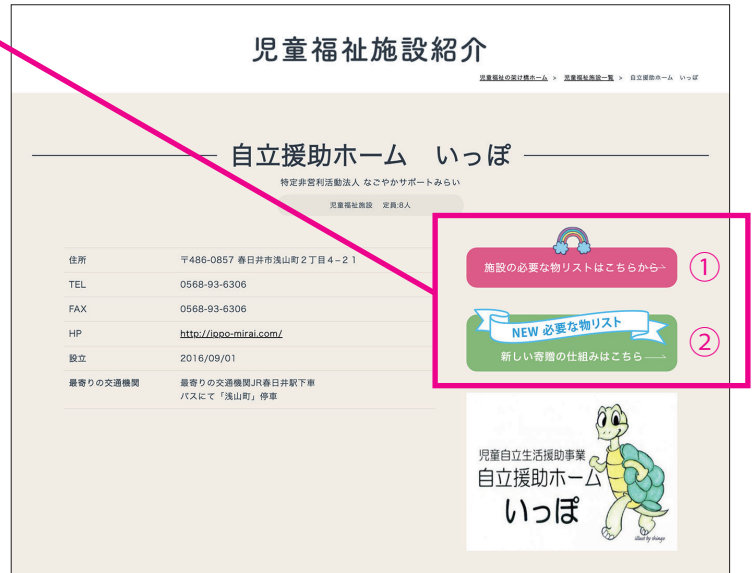 児童福祉施設紹介
児童福祉の架け橋ホーム > 児童福祉施設一覧 > 自立援助ホーム いっぽ
自立援助ホーム いっぽ
特定非営利活動法人 なごやかサポートみらい
児童福祉施設 定員:8人
住所 〒486-0857 春日井市浅山町2丁目4−21
TEL 0568-93-6306
FAX 0568-93-6306
HP http://ippo-mirai.com/
設立 2016/09/01
最寄りの交通機関 最寄りの交通機関JR春日井駅下車
バスにて「浅山町」停車
施設の必要な物リストはこちらから
①
NEW 必要な物リスト
新しい寄贈の仕組みはこちら
②
児童自立生活援助事業
自立援助ホーム
いっぽ
illust by shingo